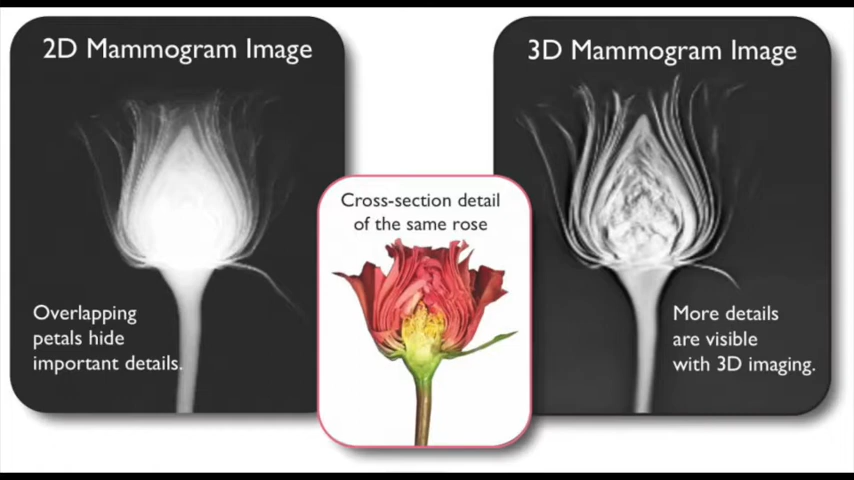 2D Mammogram Image
Overlapping
petals hide
important details.
Cross-section detail
of the same rose
3D Mammogram Image
More details
are visible
with 3D imaging.